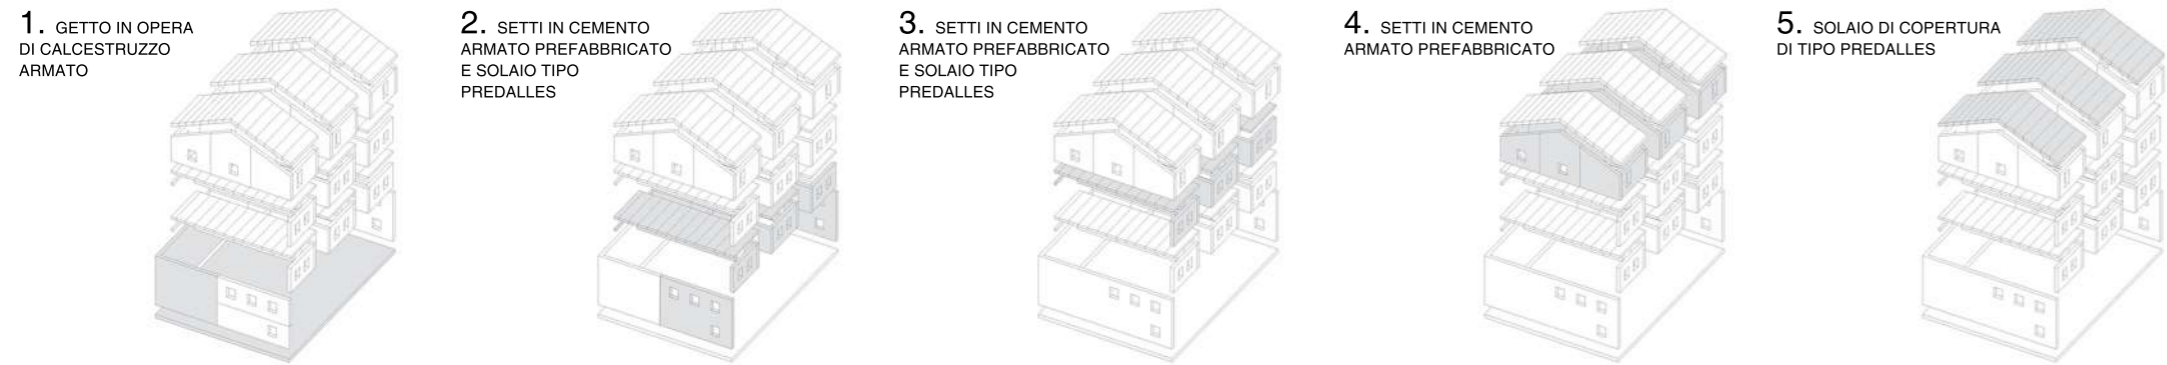 1. GETTO IN OPERA
DI CALCESTRUZZO
ARMATO
2. SETTI IN CEMENTO
ARMATO PREFABBRICATO
E SOLAIO TIPO
PREDALLES
3. SETTI IN CEMENTO
ARMATO PREFABBRICATO
E SOLAIO TIPO
PREDALLES
4. SETTI IN CEMENTO
ARMATO PREFABBRICATO
5. SOLAIO DI COPERTURA
DI TIPO PREDALLES